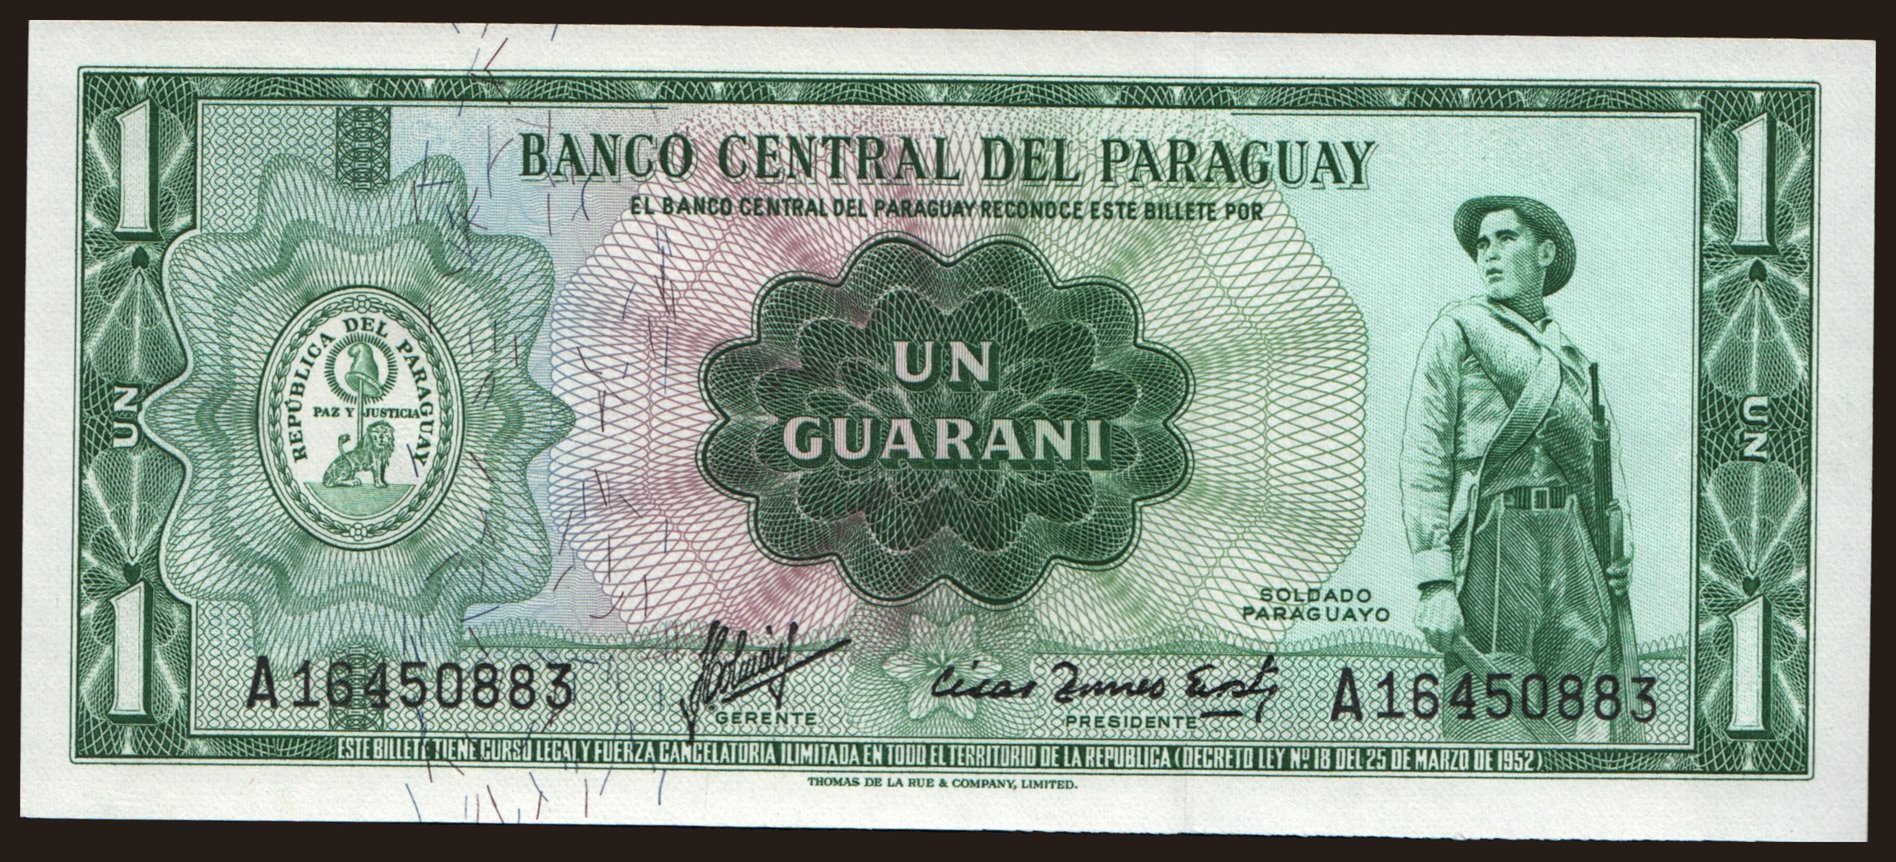 1
1
BANCO CENTRAL DEL PARAGUAY
EL BANCO CENTRAL DEL PARAGUAY RECONOCE ESTE BILLETE POR
REPÚBLICA DEL PARAGUAY
PAZ Y JUSTICIA
UN
UN
GUARANI
UN
SOLDADO
PARAGUAYO
1
1
A16450883
A16450883
GERENTE
PRESIDENTE
ESTE BILLETE TIENE CURSO LEGAL Y FUERZA CANCELATORIA ILIMITADA EN TODO EL TERRITORIO DE LA REPUBLICA (DECRETO LEY Nº 18 DEL 25 DE MARZO DE 1952)
THOMAS DE LA RUE & COMPANY, LIMITED.